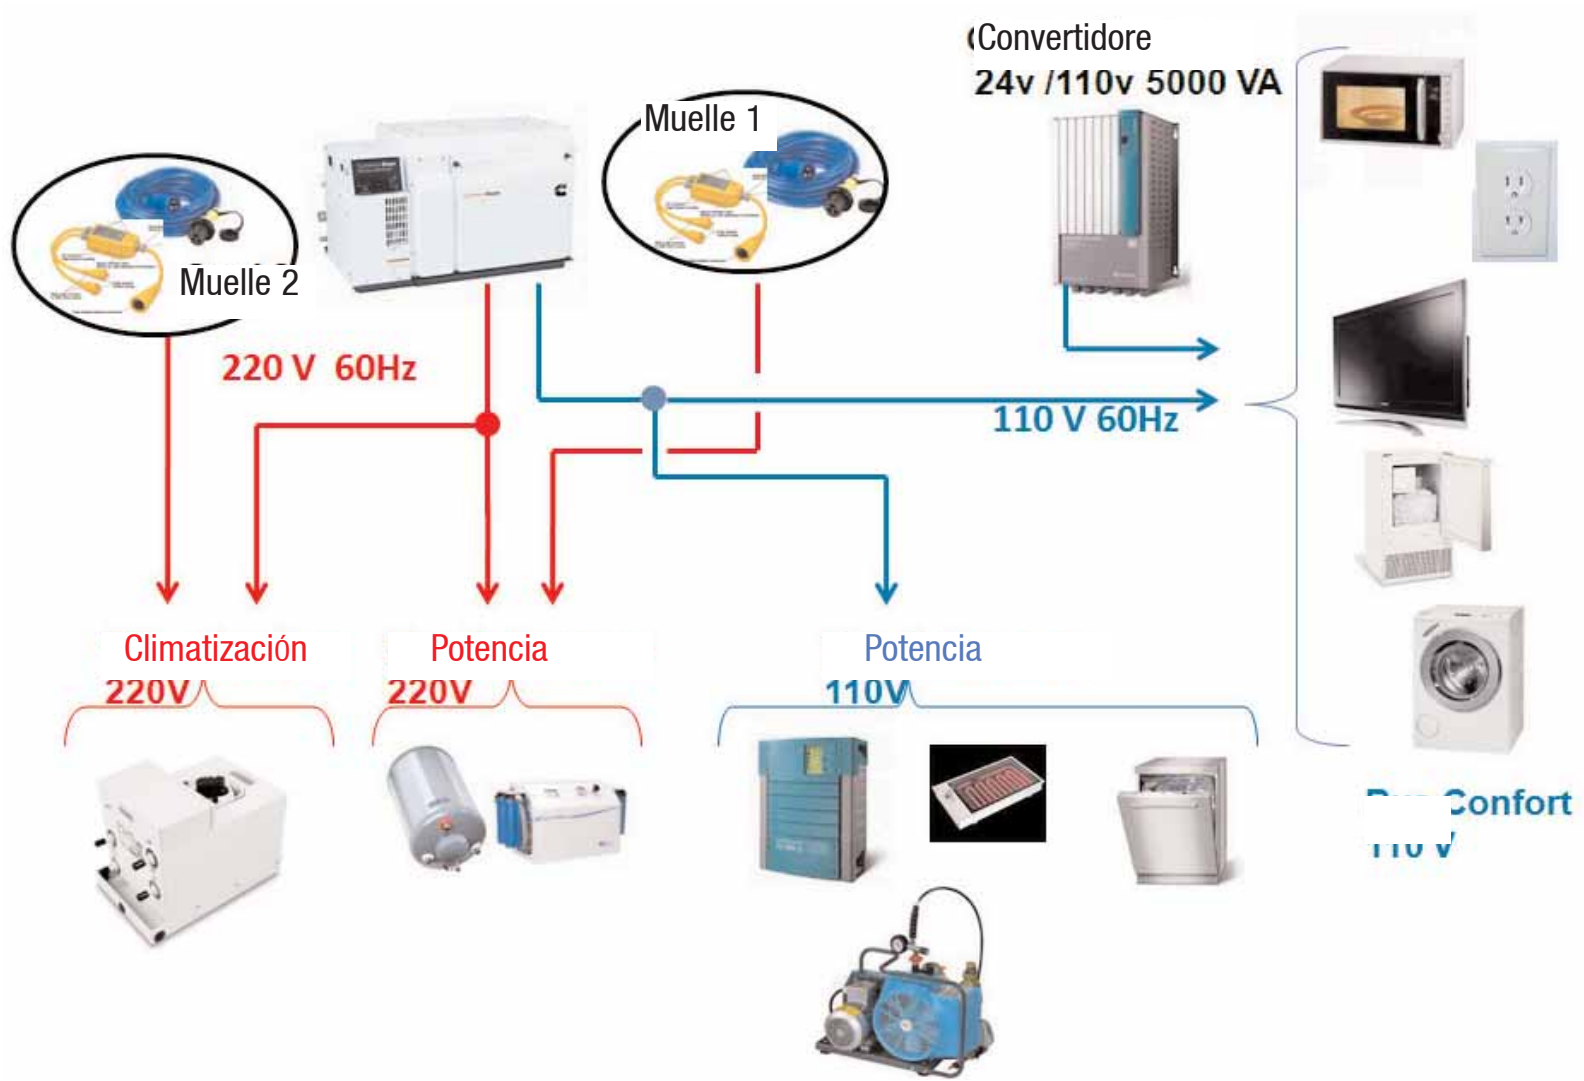 Convertidore
24v /110v 5000 VA
Muelle 1
Muelle 2
220 V 60Hz
110 V 60Hz
Climatización
220V
Potencia
220V
Potencia
110V
Confort
110 V